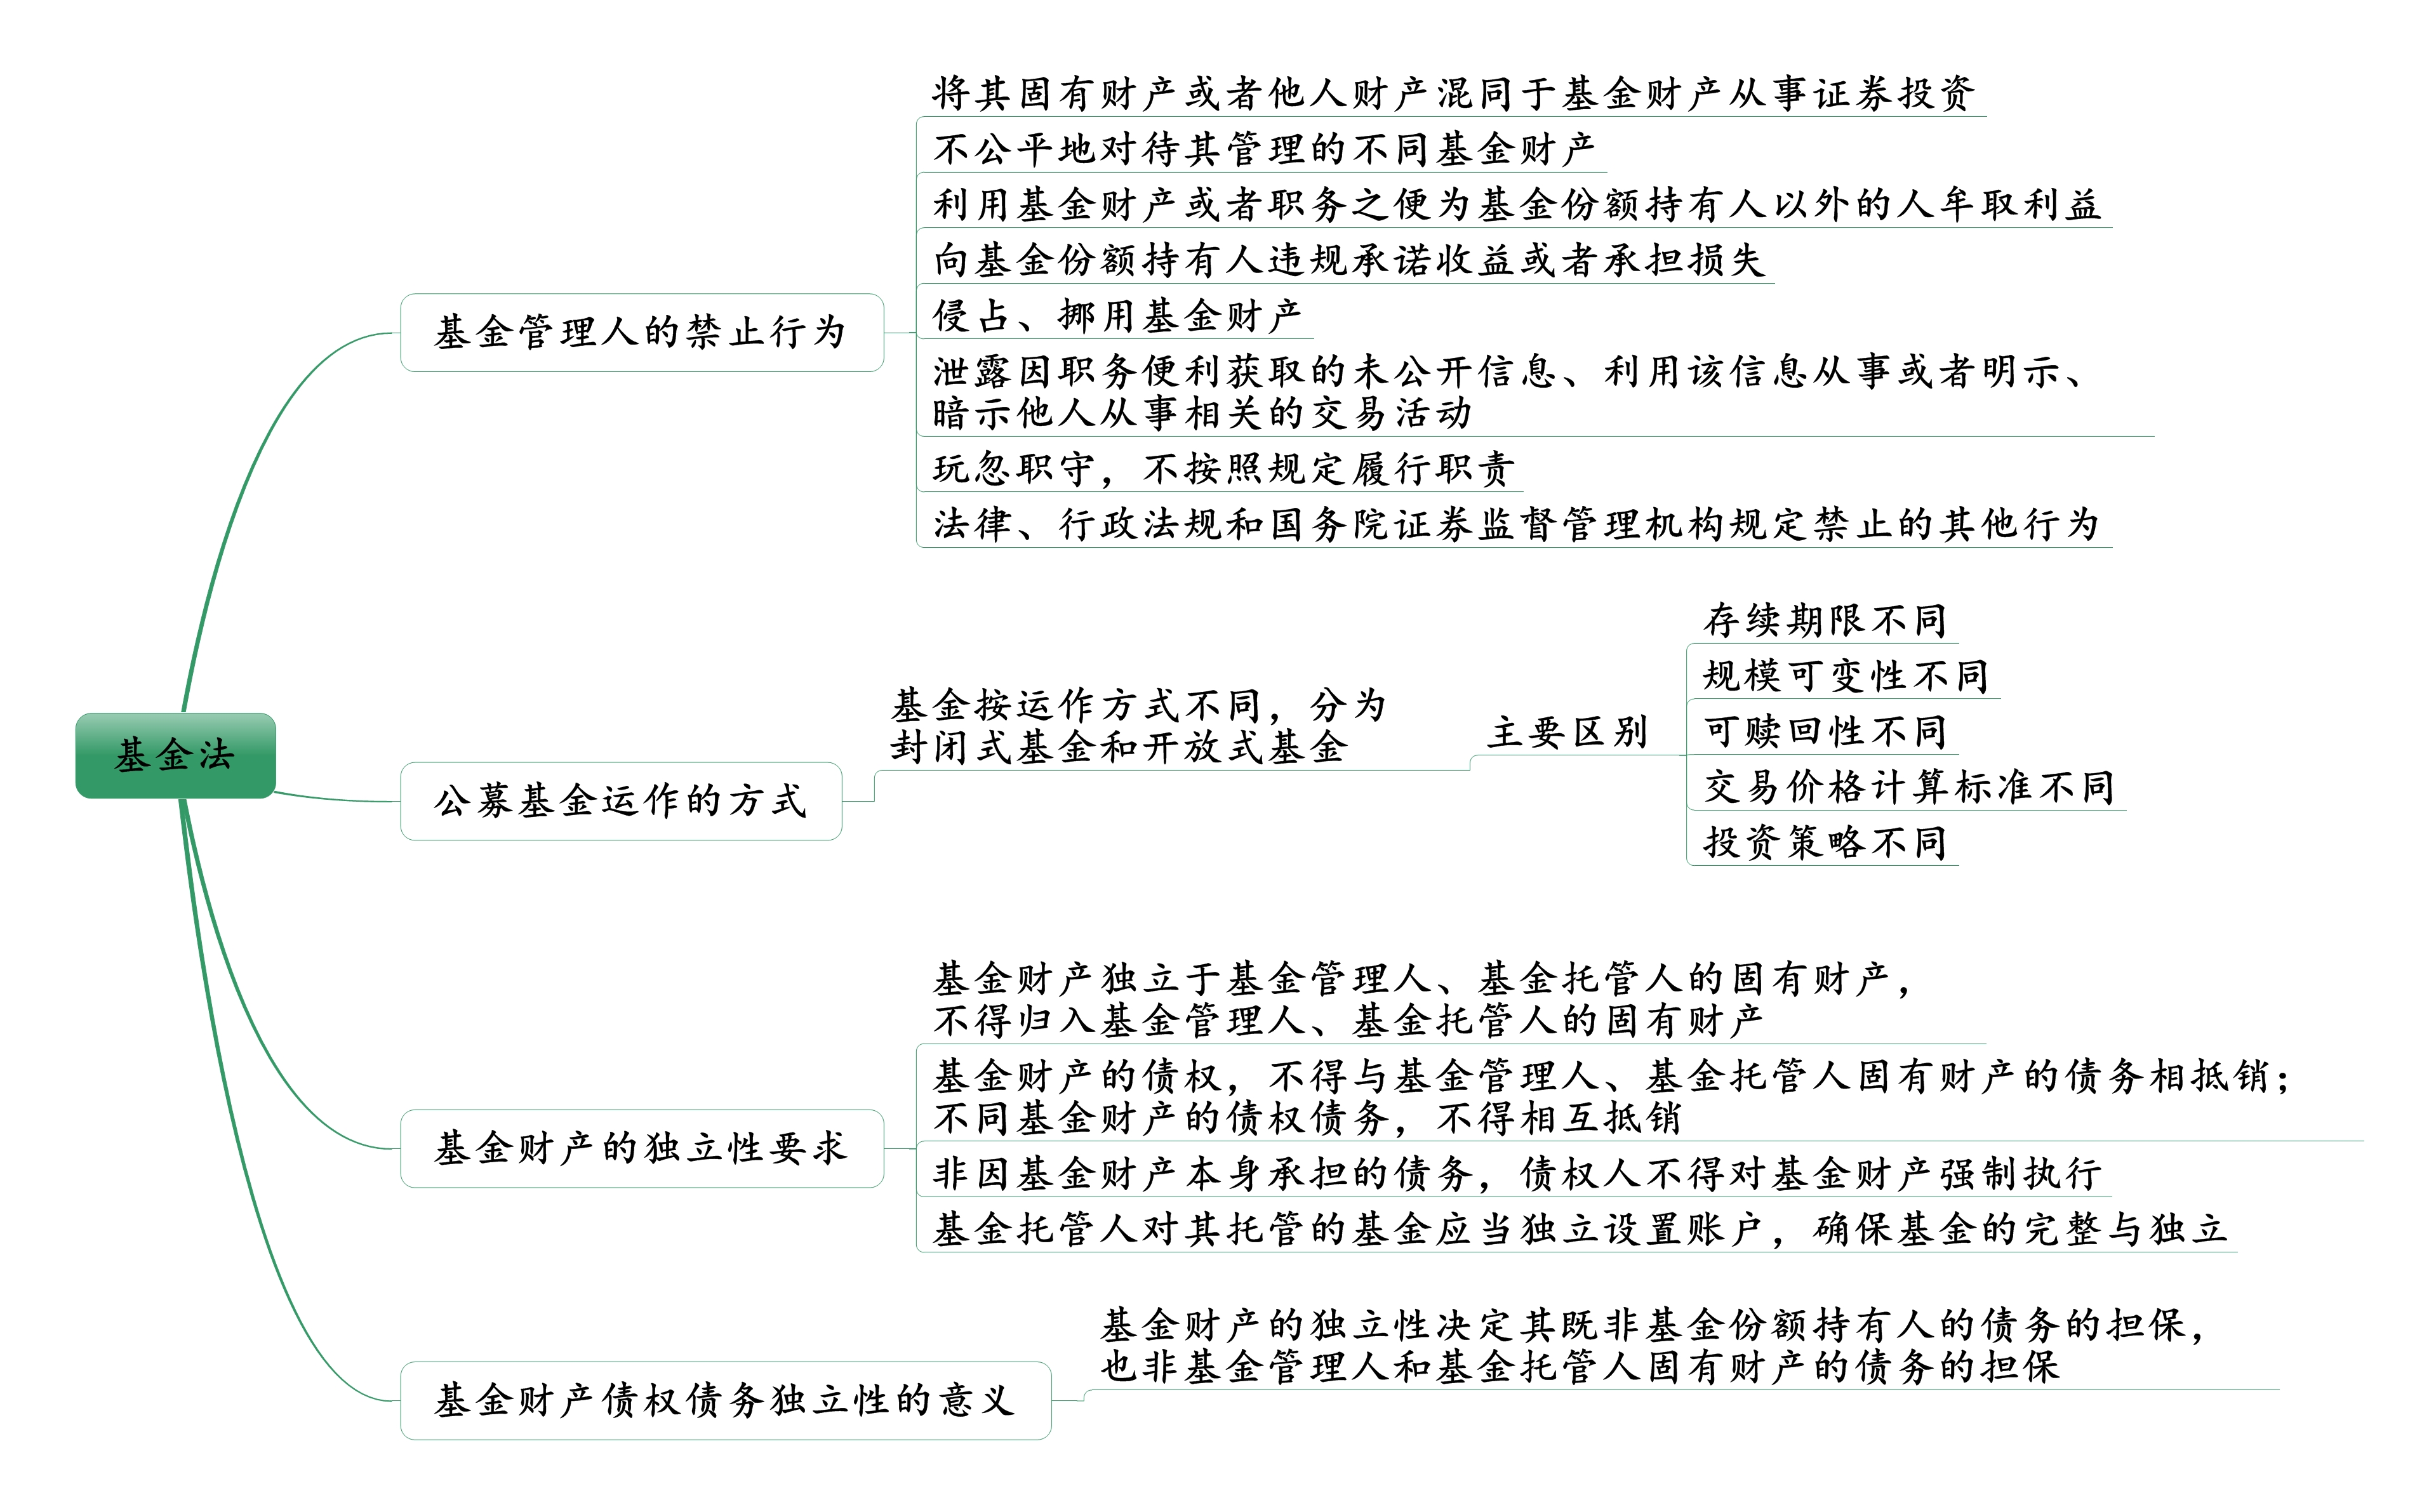 基金法
基金管理人的禁止行为
将其固有财产或者他人财产混同于基金财产从事证券投资
不公平地对待其管理的不同基金财产
利用基金财产或者职务之便为基金份额持有人以外的人牟取利益
向基金份额持有人违规承诺收益或者承担损失
侵占、挪用基金财产
泄露因职务便利获取的未公开信息、利用该信息从事或者明示、
暗示他人从事相关的交易活动
玩忽职守，不按照规定履行职责
法律、行政法规和国务院证券监督管理机构规定禁止的其他行为
公募基金运作的方式
基金按运作方式不同，分为
封闭式基金和开放式基金
主要区别
存续期限不同
规模可变性不同
可赎回性不同
交易价格计算标准不同
投资策略不同
基金财产的独立性要求
基金财产独立于基金管理人、基金托管人的固有财产，
不得归入基金管理人、基金托管人的固有财产
基金财产的债权，不得与基金管理人、基金托管人固有财产的债务相抵销；
不同基金财产的债权债务，不得相互抵销
非因基金财产本身承担的债务，债权人不得对基金财产强制执行
基金托管人对其托管的基金应当独立设置账户，确保基金的完整与独立
基金财产债权债务独立性的意义
基金财产的独立性决定其既非基金份额持有人的债务的担保，
也非基金管理人和基金托管人固有财产的债务的担保